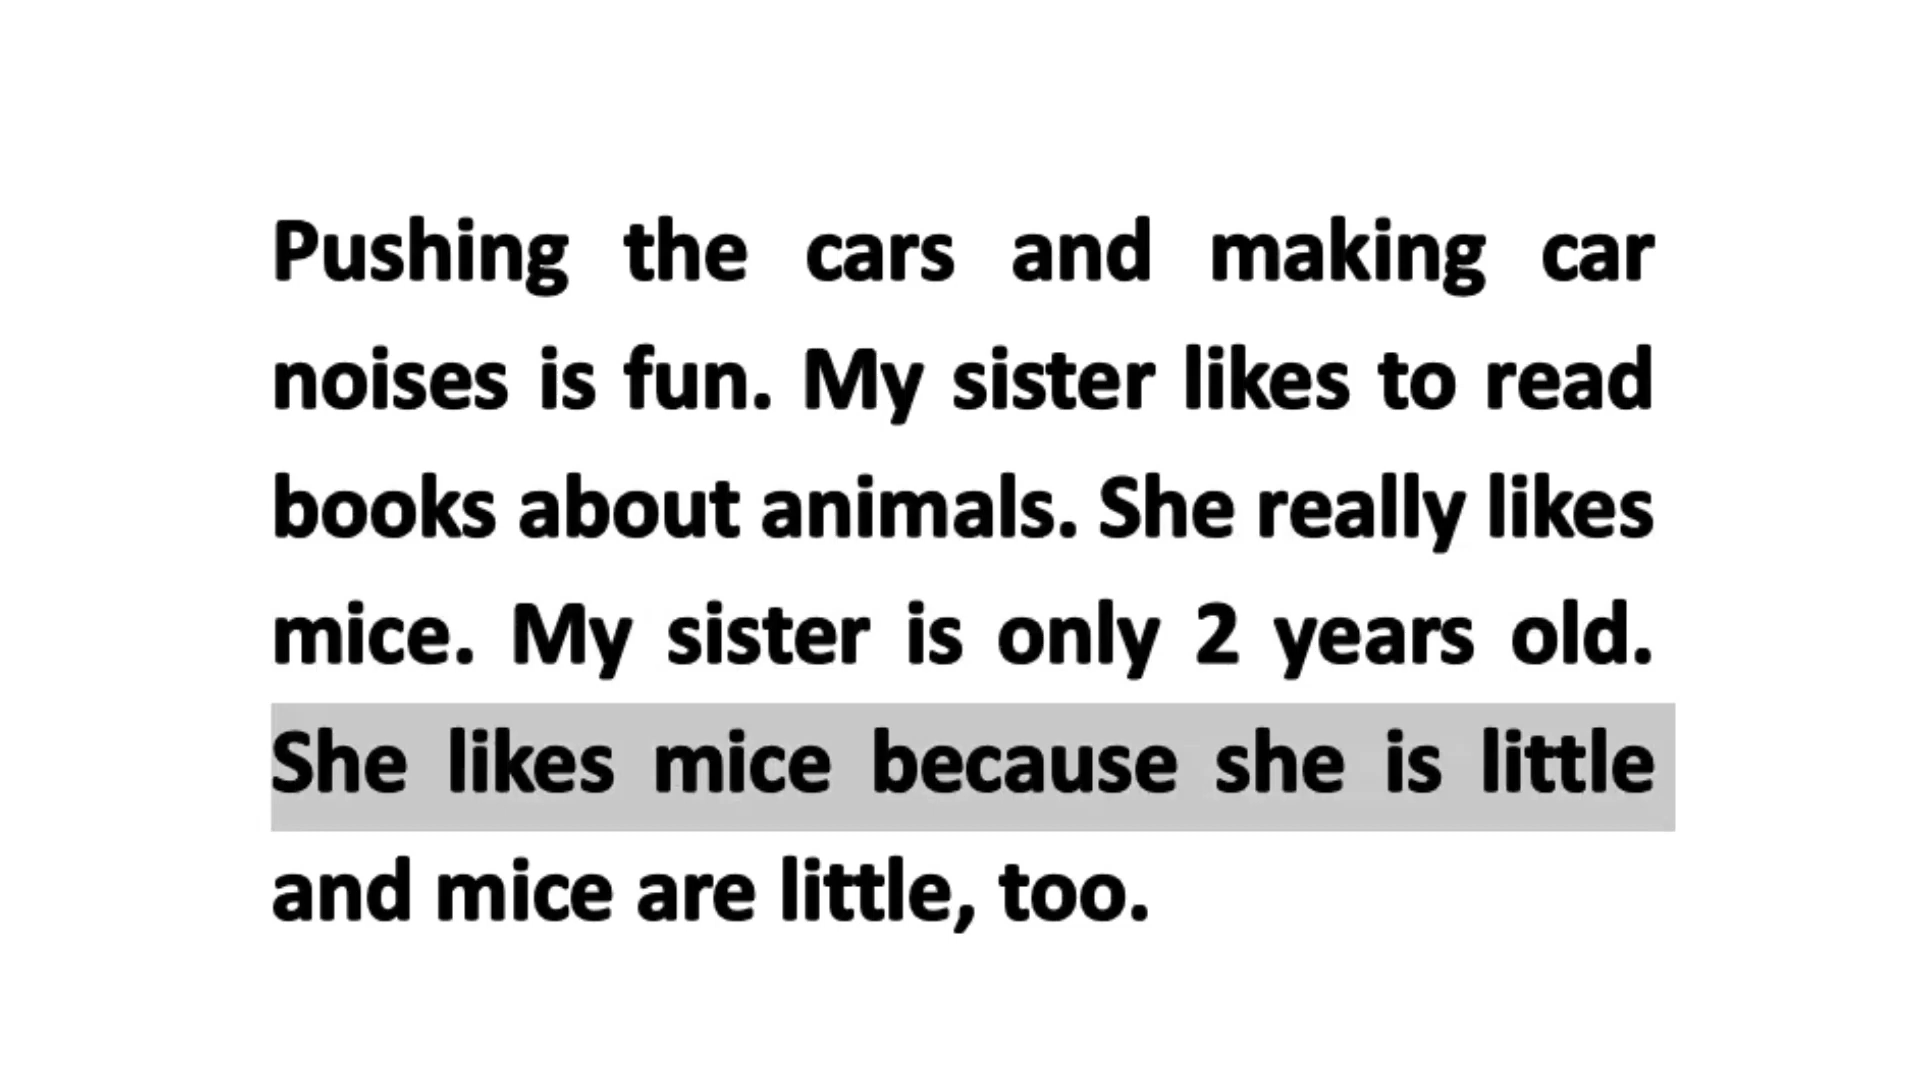 Pushing the cars and making car
noises is fun. My sister likes to read
books about animals. She really likes
mice. My sister is only 2 years old.
She likes mice because she is little
and mice are little, too.